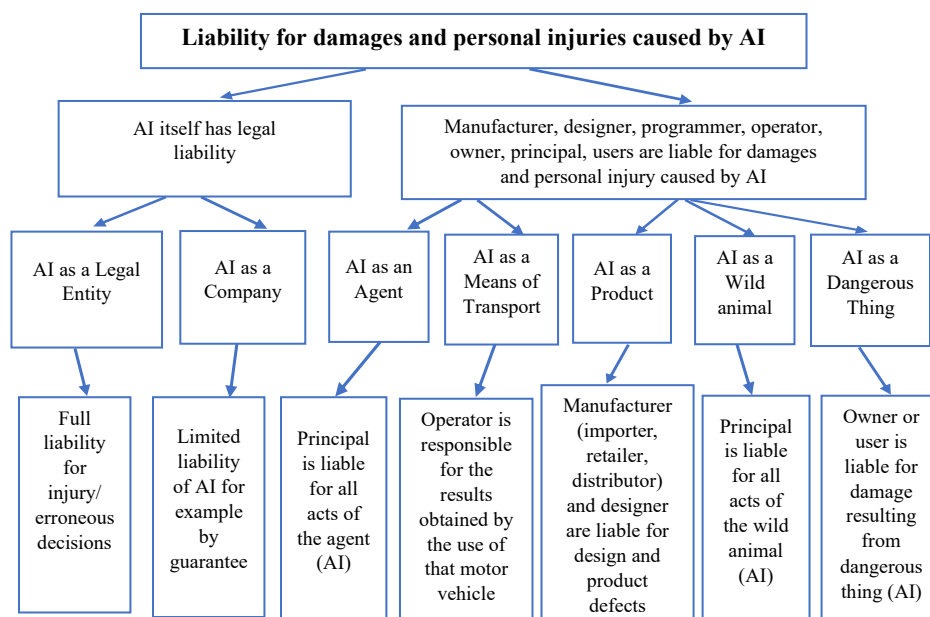 Liability for damages and personal injuries caused by AI
AI itself has legal
liability
Manufacturer, designer, programmer, operator,
owner, principal, users are liable for damages
and personal injury caused by AI
AI as a Legal
Entity
AI as a
Company
AI as an
Agent
AI as a
Means of
Transport
AI as a
Product
AI as a
Wild
animal
AI as a
Dangerous
Thing
Full
liability
for
injury/
erroneous
decisions
Limited
liability
of AI for
example
by
guarantee
Principal
is liable
for all
acts of
the agent
(AI)
Operator is
responsible
for the
results
obtained by
the use of
that motor
vehicle
Manufacturer
(importer,
retailer,
distributor)
and designer
are liable for
design and
product
defects
Principal
is liable
for all
acts of
the wild
animal
(AI)
Owner or
user is
liable for
damage
resulting
from
dangerous
thing (AI)